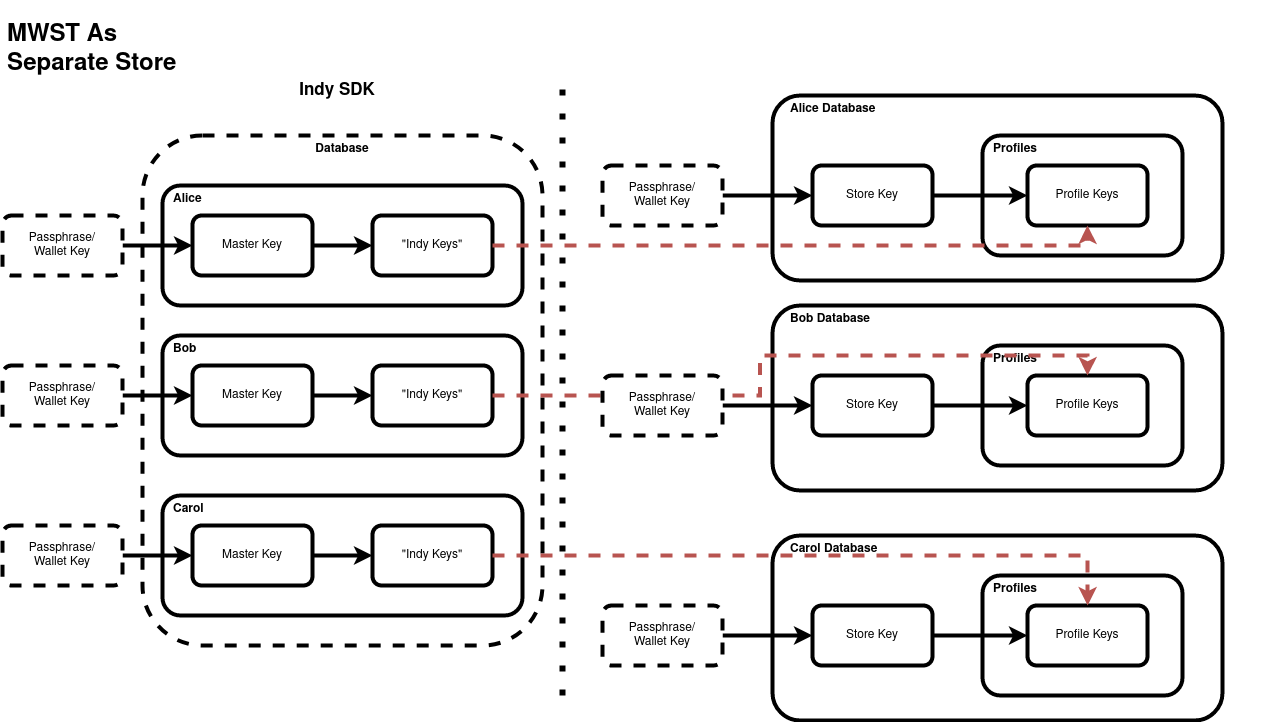 MWST As
Separate Store
Indy SDK
Database
Alice
Passphrase/
Wallet Key
Master Key
"Indy Keys"
Bob
Passphrase/
Wallet Key
Master Key
"Indy Keys"
Carol
Passphrase/
Wallet Key
Master Key
"Indy Keys"
Alice Database
Passphrase/
Wallet Key
Store Key
Profiles
Profile Keys
Bob Database
Passphrase/
Wallet Key
Store Key
Profiles
Profile Keys
Carol Database
Passphrase/
Wallet Key
Store Key
Profiles
Profile Keys